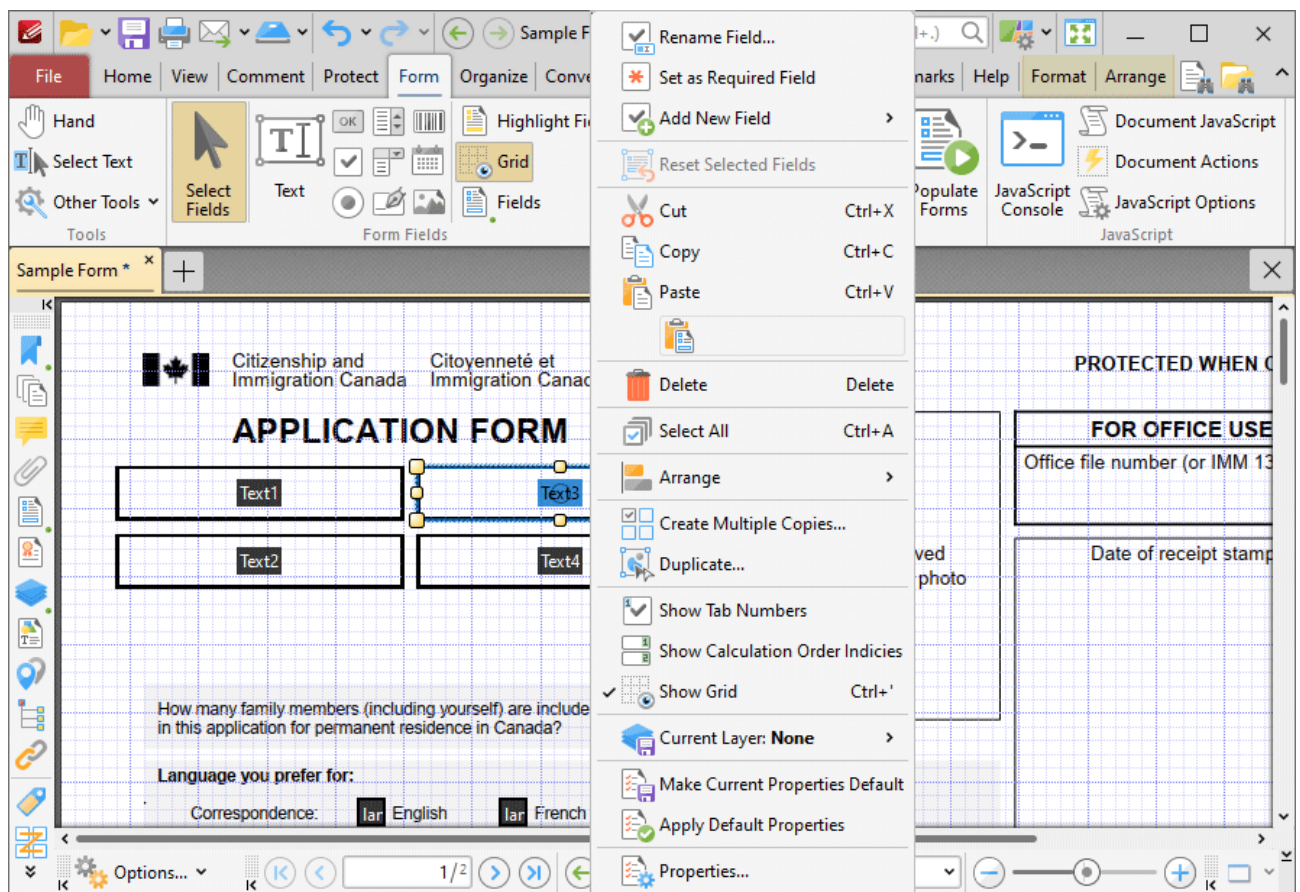 Sample F
+.)
File
Home
View
Comment
Protect
Form
Organize
Conve
marks
Help
Format
Arrange
Hand
Select Text
Other Tools
Tools
Select
Fields
Text
OK
Highlight Fi
Grid
Fields
Form Fields
Populate
Forms
JavaScript
Console
Document JavaScript
Document Actions
JavaScript Options
JavaScript
Sample Form *
Rename Field...
Set as Required Field
Add New Field
Reset Selected Fields
Cut Ctrl+X
Copy Ctrl+C
Paste Ctrl+V
Delete Delete
Select All Ctrl+A
Arrange
Create Multiple Copies...
Duplicate...
Show Tab Numbers
Show Calculation Order Indicies
Show Grid Ctrl+'
Current Layer: None
Make Current Properties Default
Apply Default Properties
Properties...
Citizenship and
Immigration Canada
Citoyenneté et
Immigration Canad
PROTECTED WHEN C
APPLICATION FORM
FOR OFFICE USE
Office file number (or IMM 13
Text1
Text3
Text2
Text4
ved
photo
Date of receipt stamp
How many family members (including yourself) are include
in this application for permanent residence in Canada?
Language you prefer for:
Correspondence: lar English lar French
Options...
1/2